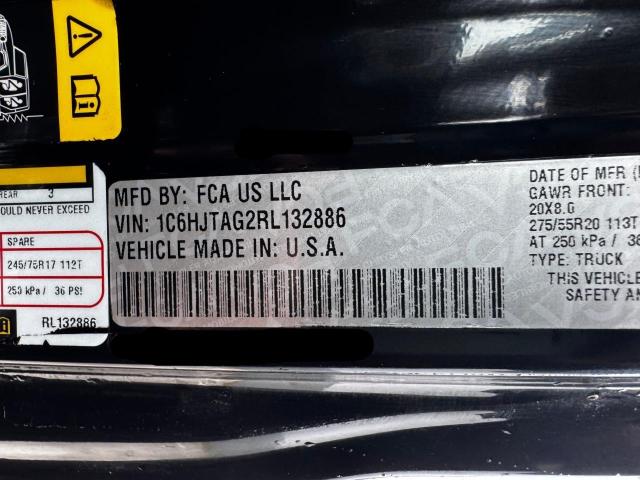 REAR 3
OULD NEVER EXCEED
SPARE
245/75R17 112T
250 kPa / 36 PSI
RL132886
MFD BY: FCA US LLC
VIN: 1C6HJTAG2RL132886
VEHICLE MADE IN: U.S.A.
DATE OF MFR
GAWR FRONT:
20X8.0
275/55R20 113T
AT 250 kPa / 36
TYPE: TRUCK
THIS VEHICLE
SAFETY AN